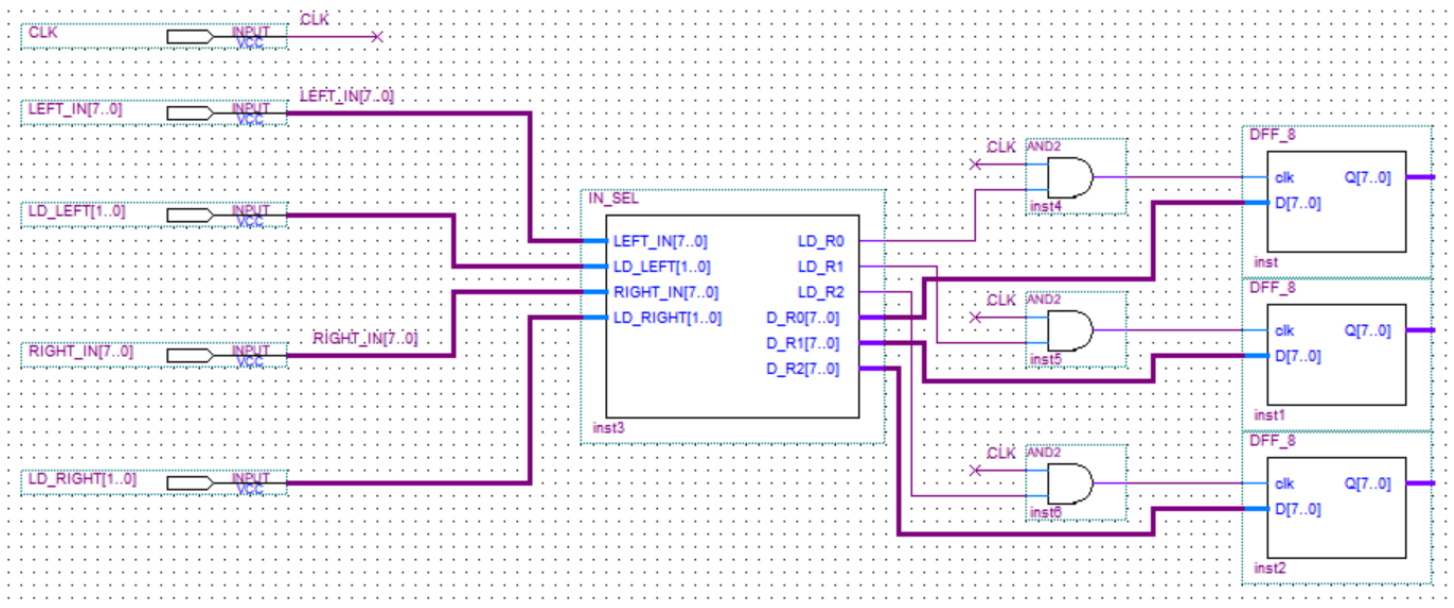 CLK
INPUT
VCC
CLK
LEFT_IN[7..0]
INPUT
VCC
LEFT_IN[7..0]
LD_LEFT[1..0]
INPUT
VCC
RIGHT_IN[7..0]
INPUT
VCC
RIGHT_IN[7..0]
LD_RIGHT[1..0]
INPUT
VCC
IN_SEL
LEFT_IN[7..0]
LD_LEFT[1..0]
RIGHT_IN[7..0]
LD_RIGHT[1..0]
LD_R0
LD_R1
LD_R2
D_R0[7..0]
D_R1[7..0]
D_R2[7..0]
inst3
CLK
AND2
inst4
CLK
AND2
inst5
CLK
AND2
inst6
DFF_8
clk
D[7..0]
Q[7..0]
inst
DFF_8
clk
D[7..0]
Q[7..0]
inst1
DFF_8
clk
D[7..0]
Q[7..0]
inst2